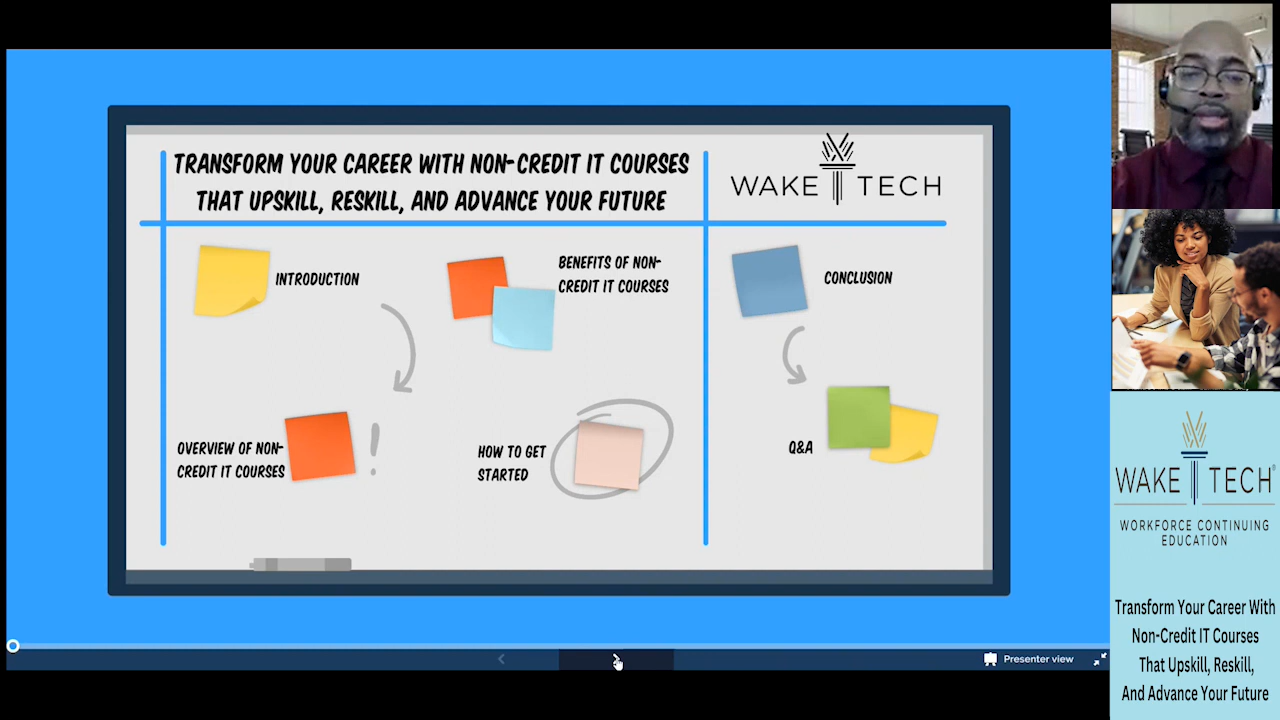 TRANSFORM YOUR CAREER WITH NON-CREDIT IT COURSES
THAT UPSKILL, RESKILL, AND ADVANCE YOUR FUTURE
WAKE TECH
INTRODUCTION
BENEFITS OF NON-
CREDIT IT COURSES
CONCLUSION
OVERVIEW OF NON-
CREDIT IT COURSES
HOW TO GET
STARTED
Q&A
Presenter view
WAKE TECH®
WORKFORCE CONTINUING
EDUCATION
Transform Your Career With
Non-Credit IT Courses
That Upskill, Reskill,
And Advance Your Future